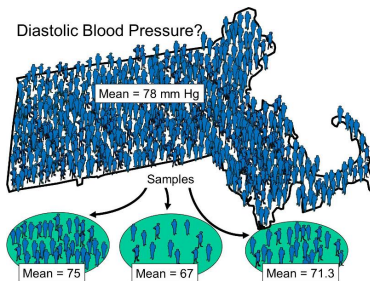 Diastolic Blood Pressure?
Mean = 78 mm Hg
Samples
Mean = 75
Mean = 67
Mean = 71.3